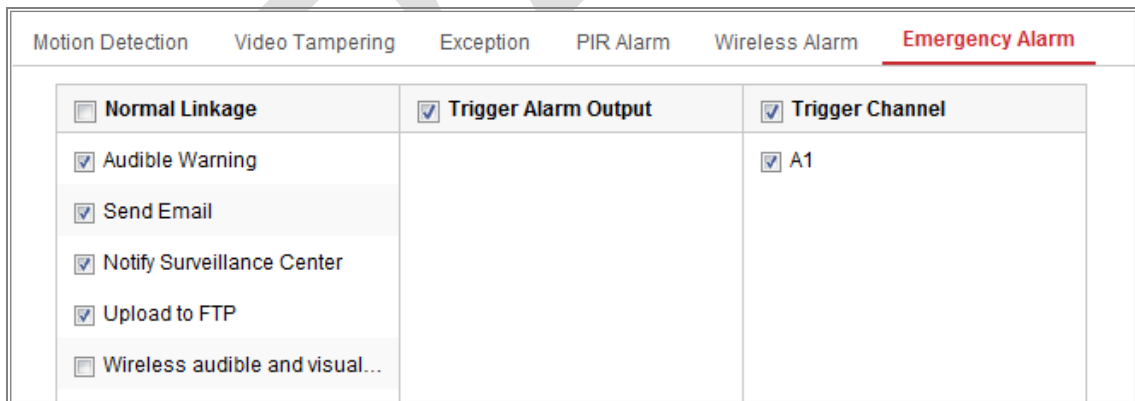 Motion Detection Video Tampering Exception PIR Alarm Wireless Alarm Emergency Alarm
Normal Linkage Trigger Alarm Output Trigger Channel
Audible Warning A1
Send Email
Notify Surveillance Center
Upload to FTP
Wireless audible and visual...